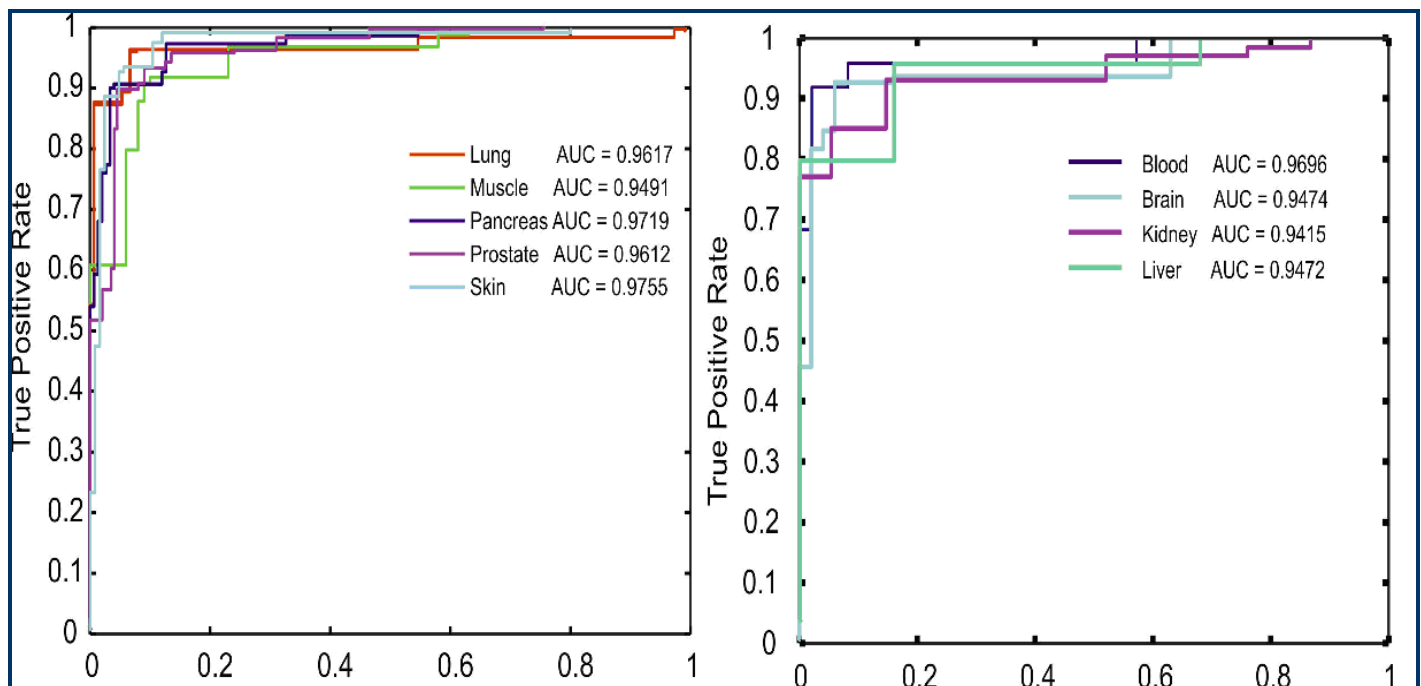 True Positive Rate
1
0.9
0.8
0.7
0.6
0.5
0.4
0.3
0.2
0.1
0
0 0.2 0.4 0.6 0.8 1
Lung AUC = 0.9617
Muscle AUC = 0.9491
Pancreas AUC = 0.9719
Prostate AUC = 0.9612
Skin AUC = 0.9755
True Positive Rate
1
0.9
0.8
0.7
0.6
0.5
0.4
0.3
0.2
0.1
0
0 0.2 0.4 0.6 0.8 1
Blood AUC = 0.9696
Brain AUC = 0.9474
Kidney AUC = 0.9415
Liver AUC = 0.9472